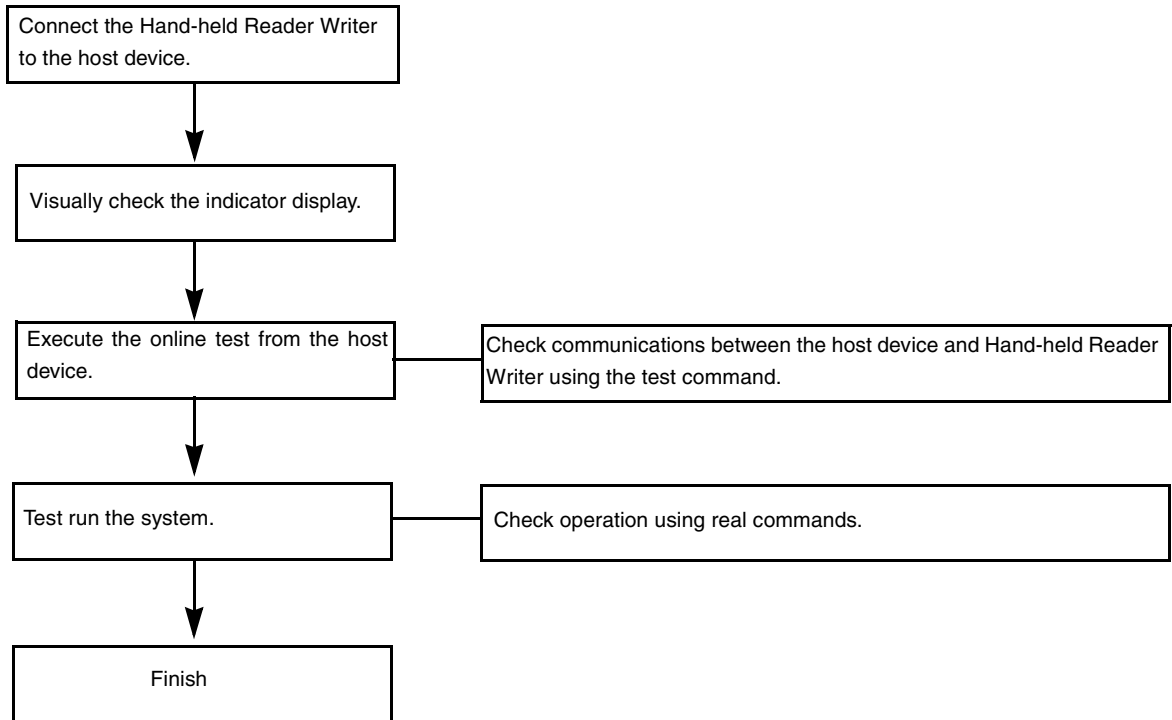 Connect the Hand-held Reader Writer
to the host device.
Visually check the indicator display.
Execute the online test from the host
device.
Check communications between the host device and Hand-held Reader
Writer using the test command.
Test run the system.
Check operation using real commands.
Finish